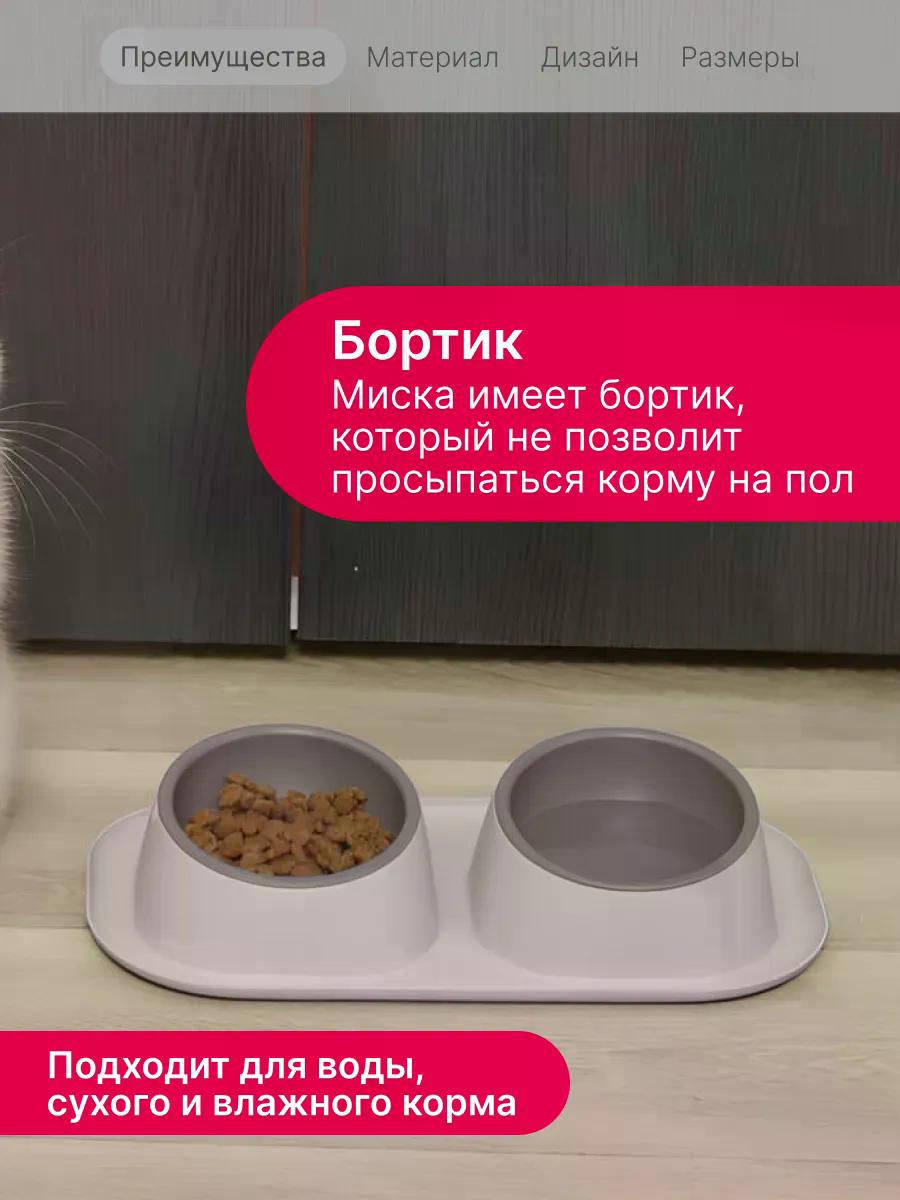 Преимущества Материал Дизайн Размеры
Бортик
Миска имеет бортик,
который не позволит
просыпаться корму на пол
Подходит для воды,
сухого и влажного корма